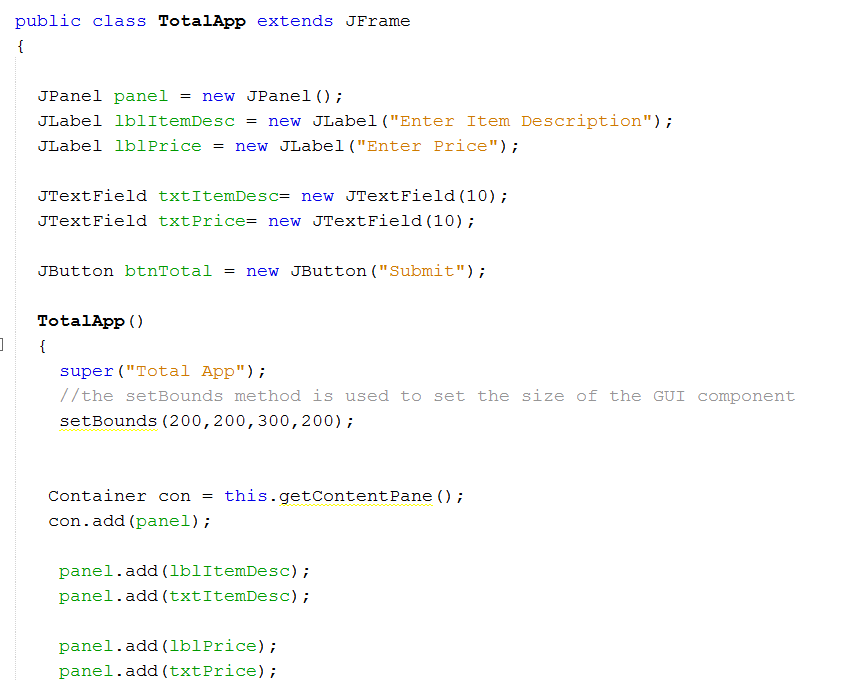 public class TotalApp extends JFrame
{
JPanel panel = new JPanel();
JLabel lblItemDesc = new JLabel("Enter Item Description");
JLabel lblPrice = new JLabel("Enter Price");
JTextField txtItemDesc= new JTextField(10);
JTextField txtPrice= new JTextField(10);
JButton btnTotal = new JButton("Submit");
TotalApp()
{
super("Total App");
//the setBounds method is used to set the size of the GUI component
setBounds(200,200,300,200);
Container con = this.getContentPane();
con.add(panel);
panel.add(lblItemDesc);
panel.add(txtItemDesc);
panel.add(lblPrice);
panel.add(txtPrice);